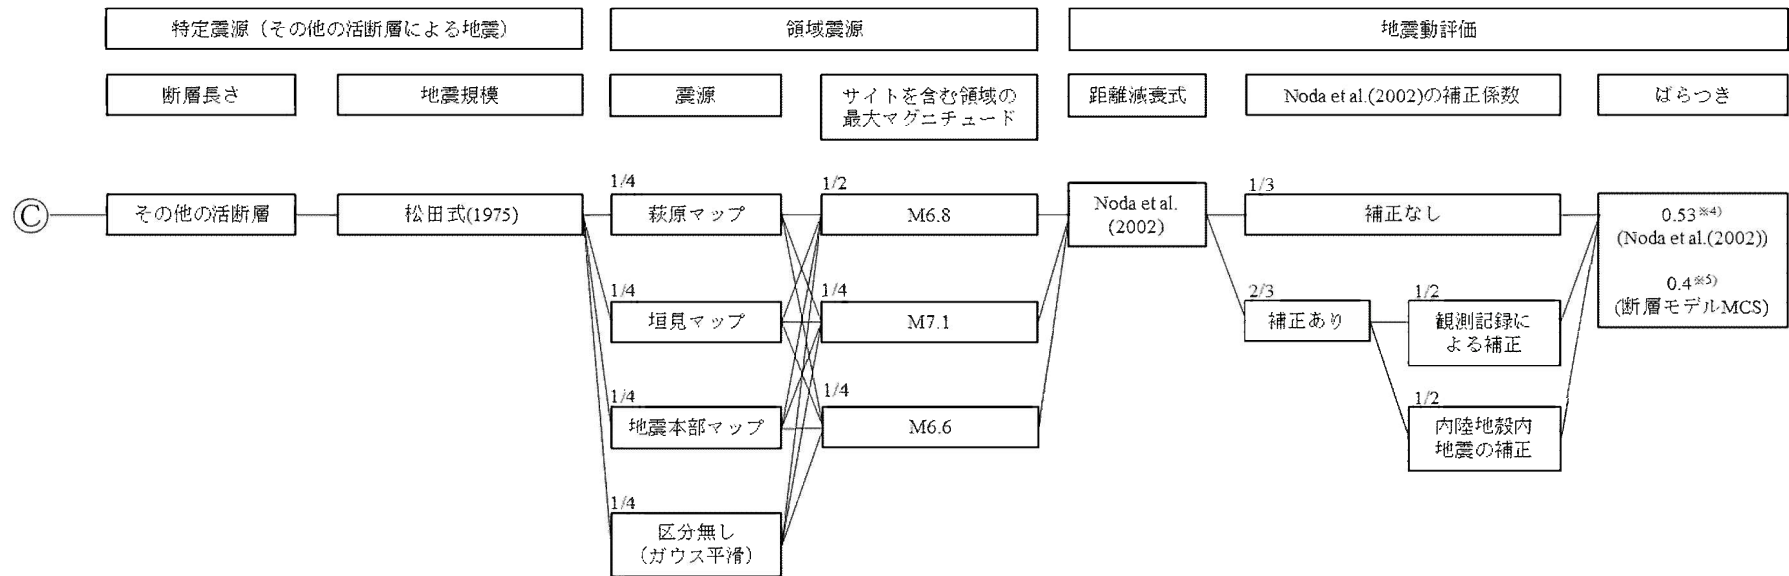 特定震源（その他の活断層による地震）
領域震源
地震動評価
断層長さ
地震規模
震源
サイトを含む領域の
最大マグニチュード
距離減衰式
Noda et al.(2002)の補正係数
ばらつき
Ⓒ
その他の活断層
松田式(1975)
1/4
萩原マップ
1/2
M6.8
Noda et al.
(2002)
1/3
補正なし
0.53※4)
(Noda et al.(2002))
0.4※5)
(断層モデルMCS)
1/4
垣見マップ
1/4
M7.1
2/3
補正あり
1/2
観測記録に
よる補正
1/4
地震本部マップ
1/4
M6.6
1/2
内陸地殻内
地震の補正
1/4
区分無し
（ガウス平滑）